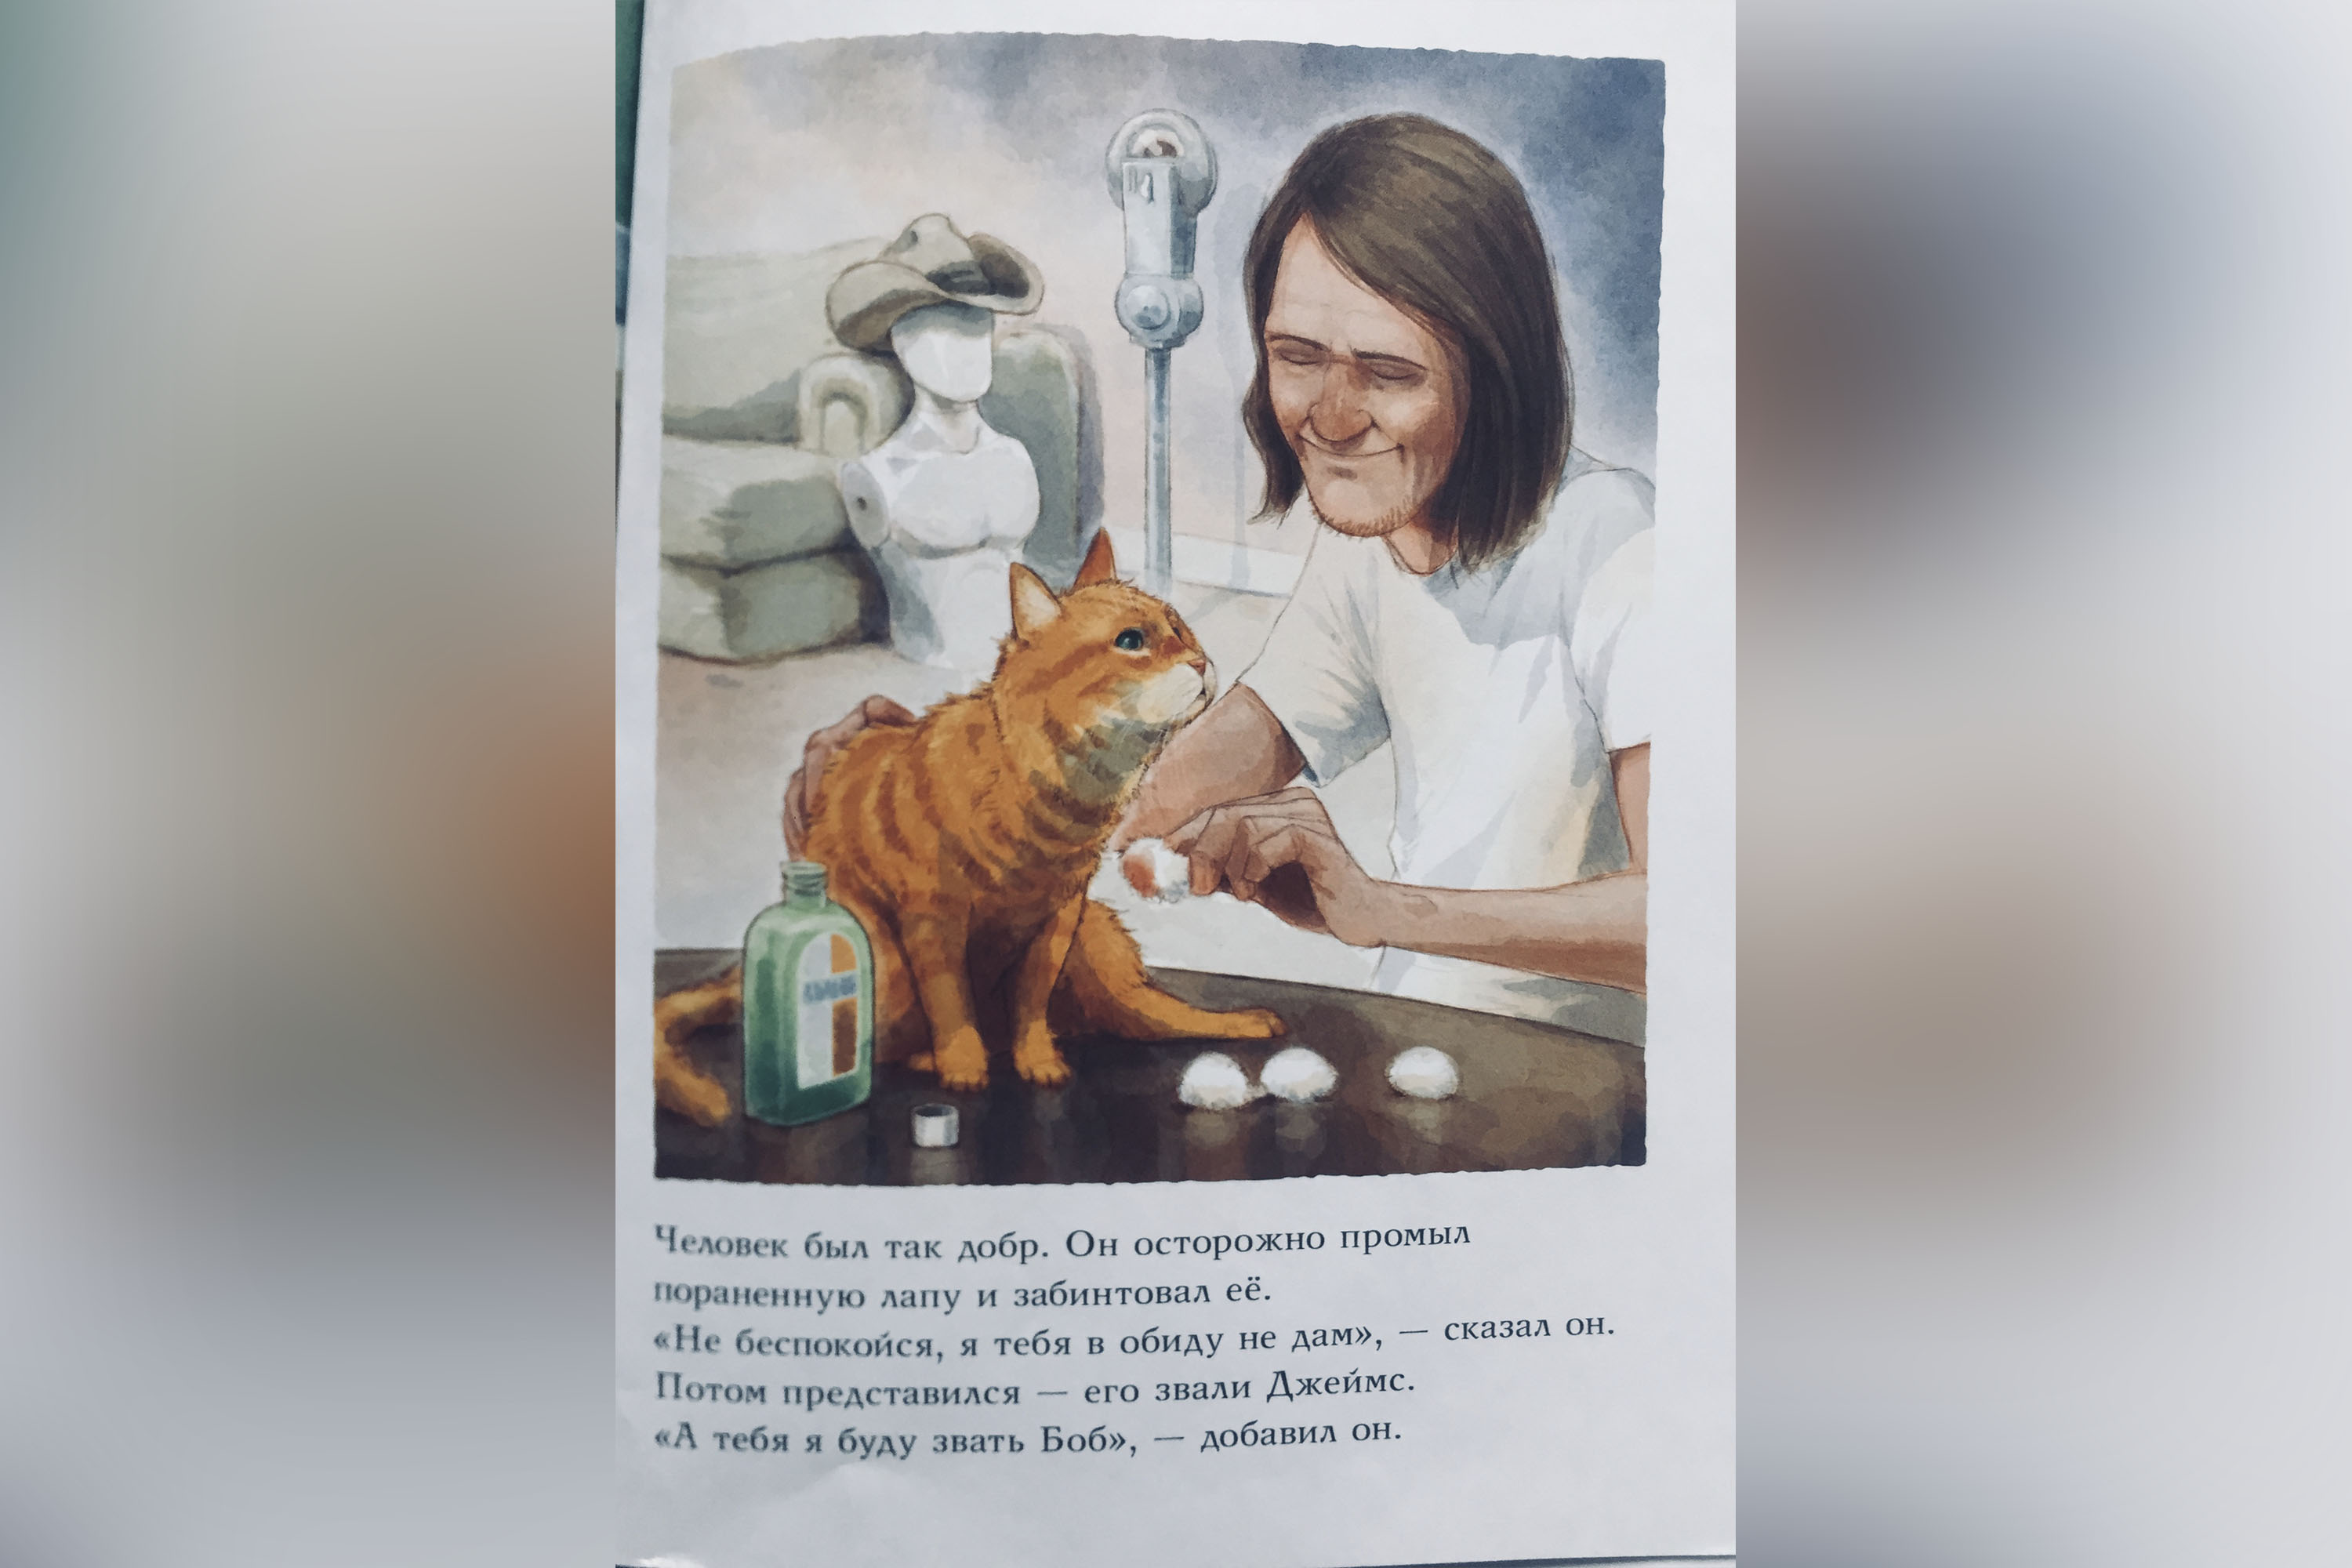 Человек был так добр. Он осторожно промыл
пораненную лапу и забинтовал её.
«Не беспокойся, я тебя в обиду не дам», — сказал он.
Потом представился — его звали Джеймс.
«А тебя я буду звать Боб», — добавил он.